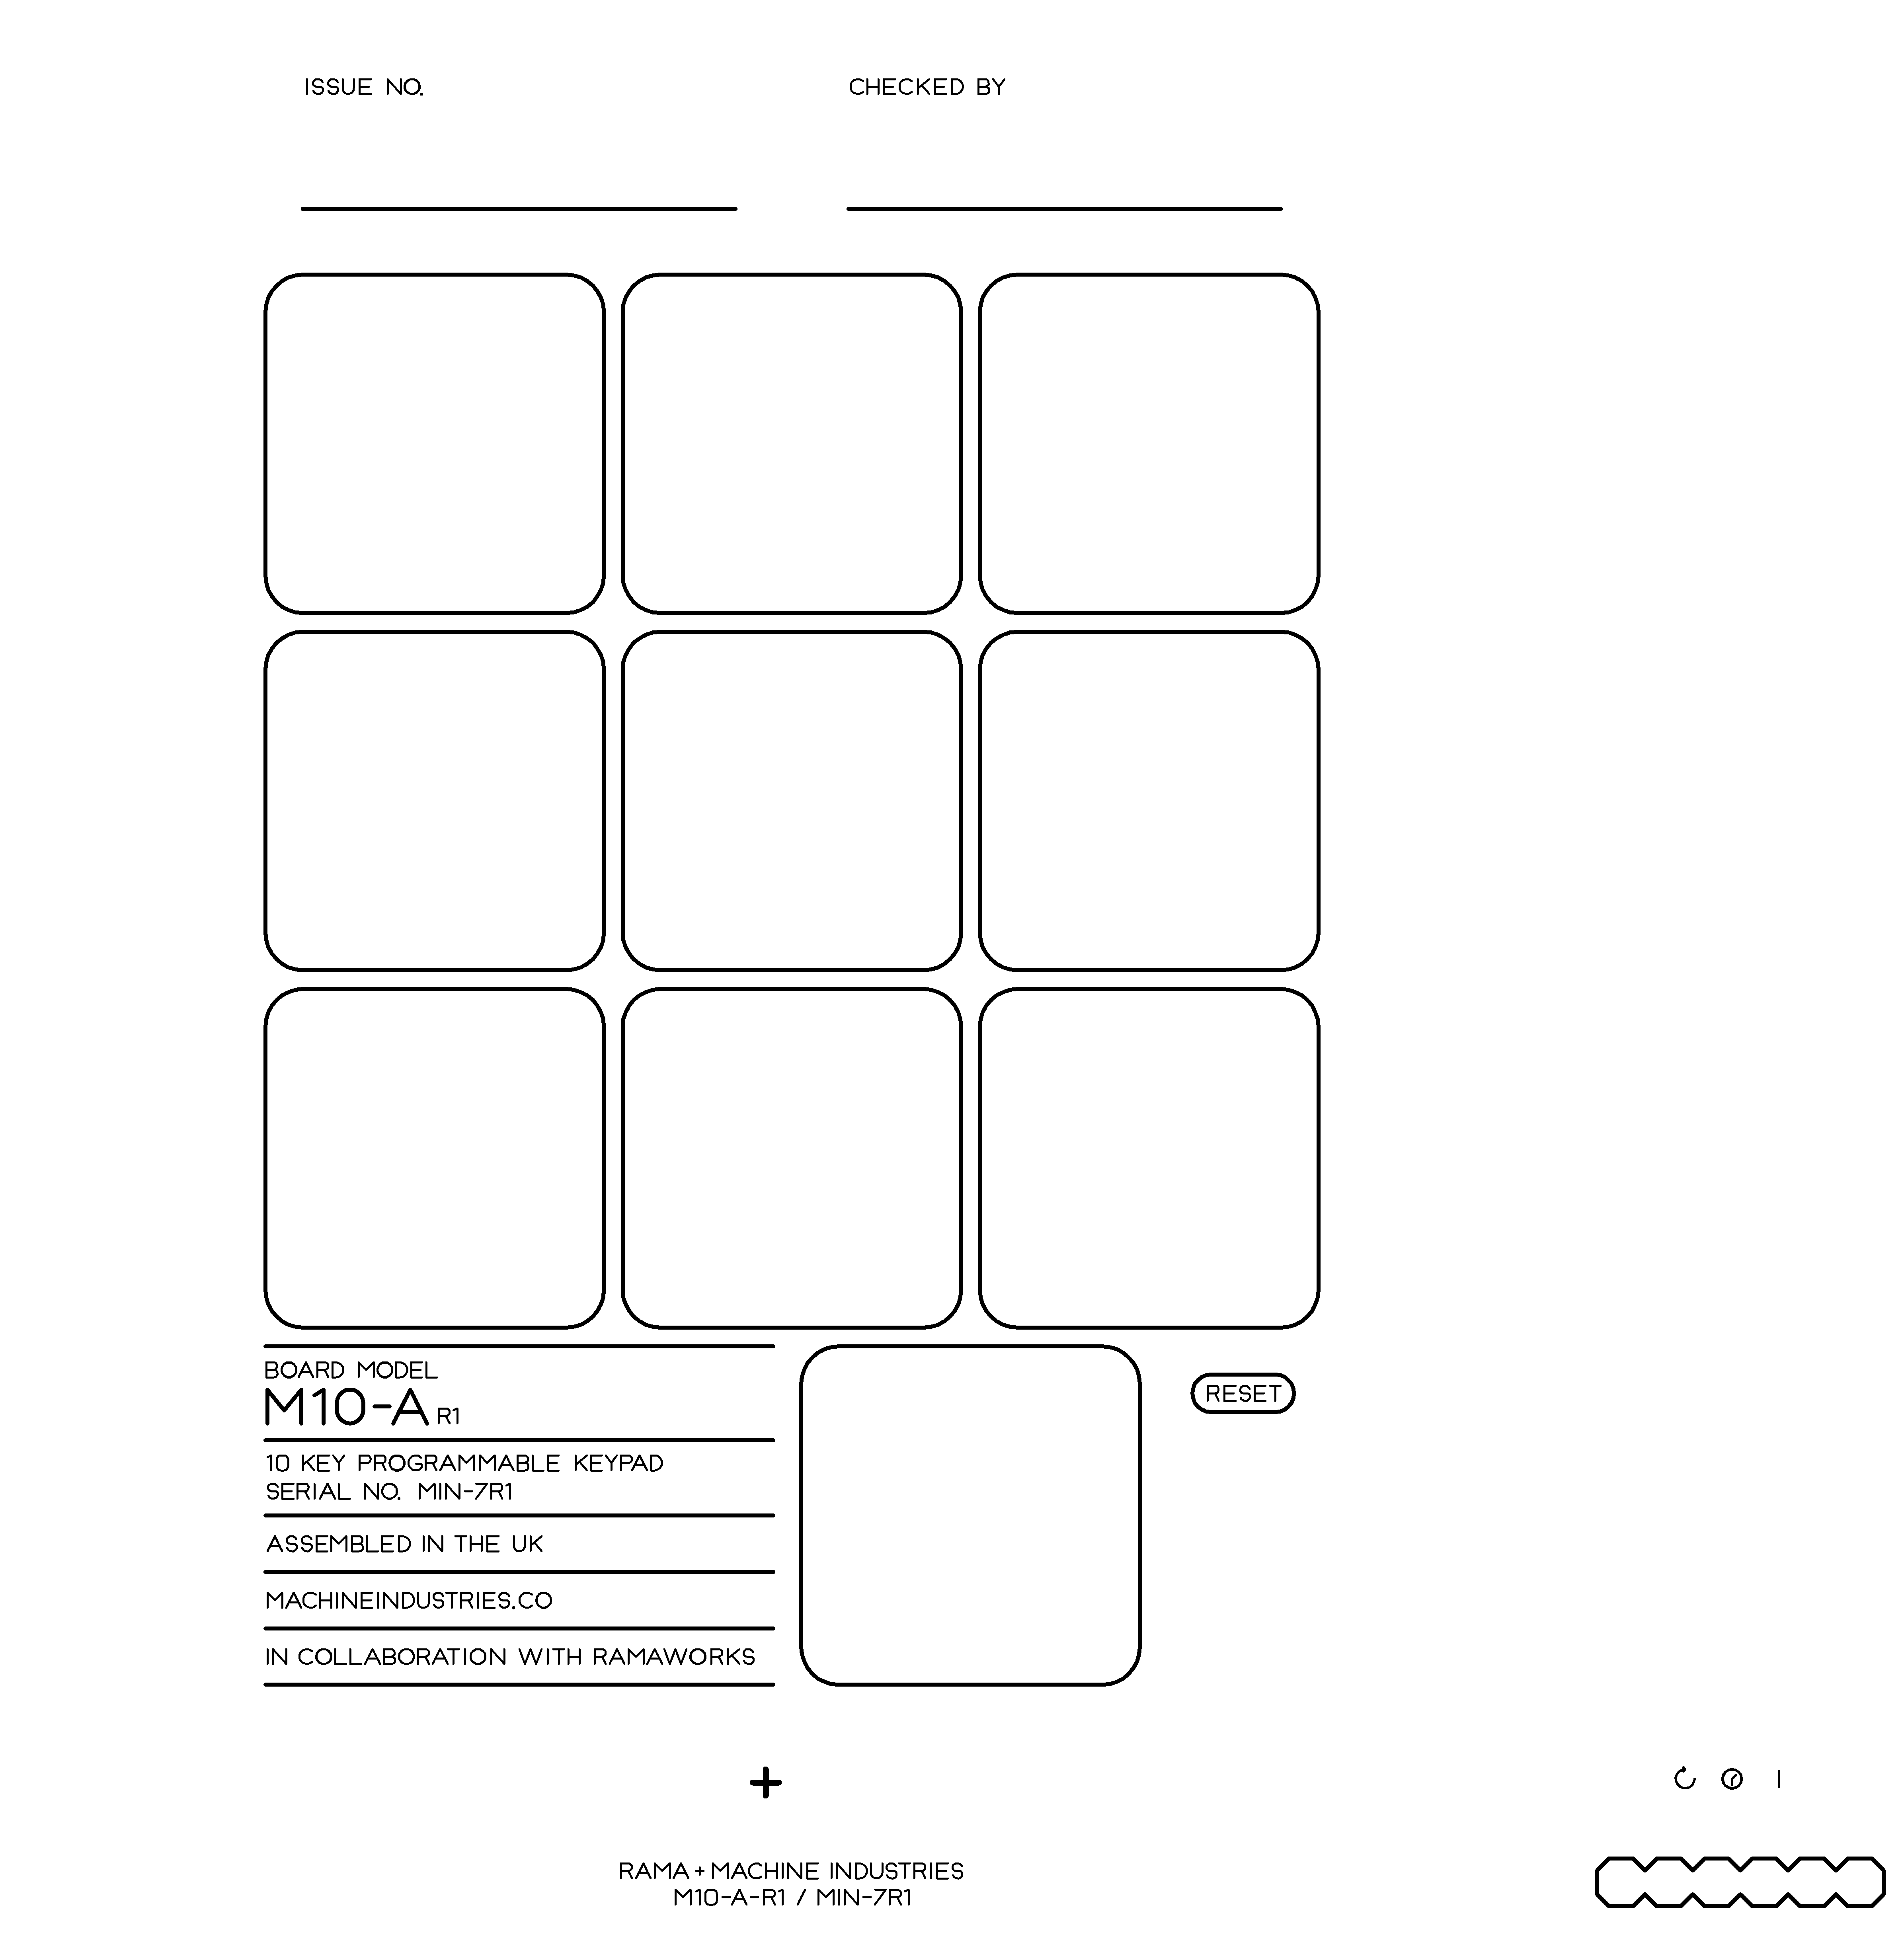 ISSUE NO.
CHECKED BY
BOARD MODEL
M10-A R1
RESET
10 KEY PROGRAMMABLE KEYPAD
SERIAL NO. MIN-7R1
ASSEMBLED IN THE UK
MACHINEINDUSTRIES.CO
IN COLLABORATION WITH RAMAWORKS
+
RAMA + MACHINE INDUSTRIES
M10-A-R1 / MIN-7R1